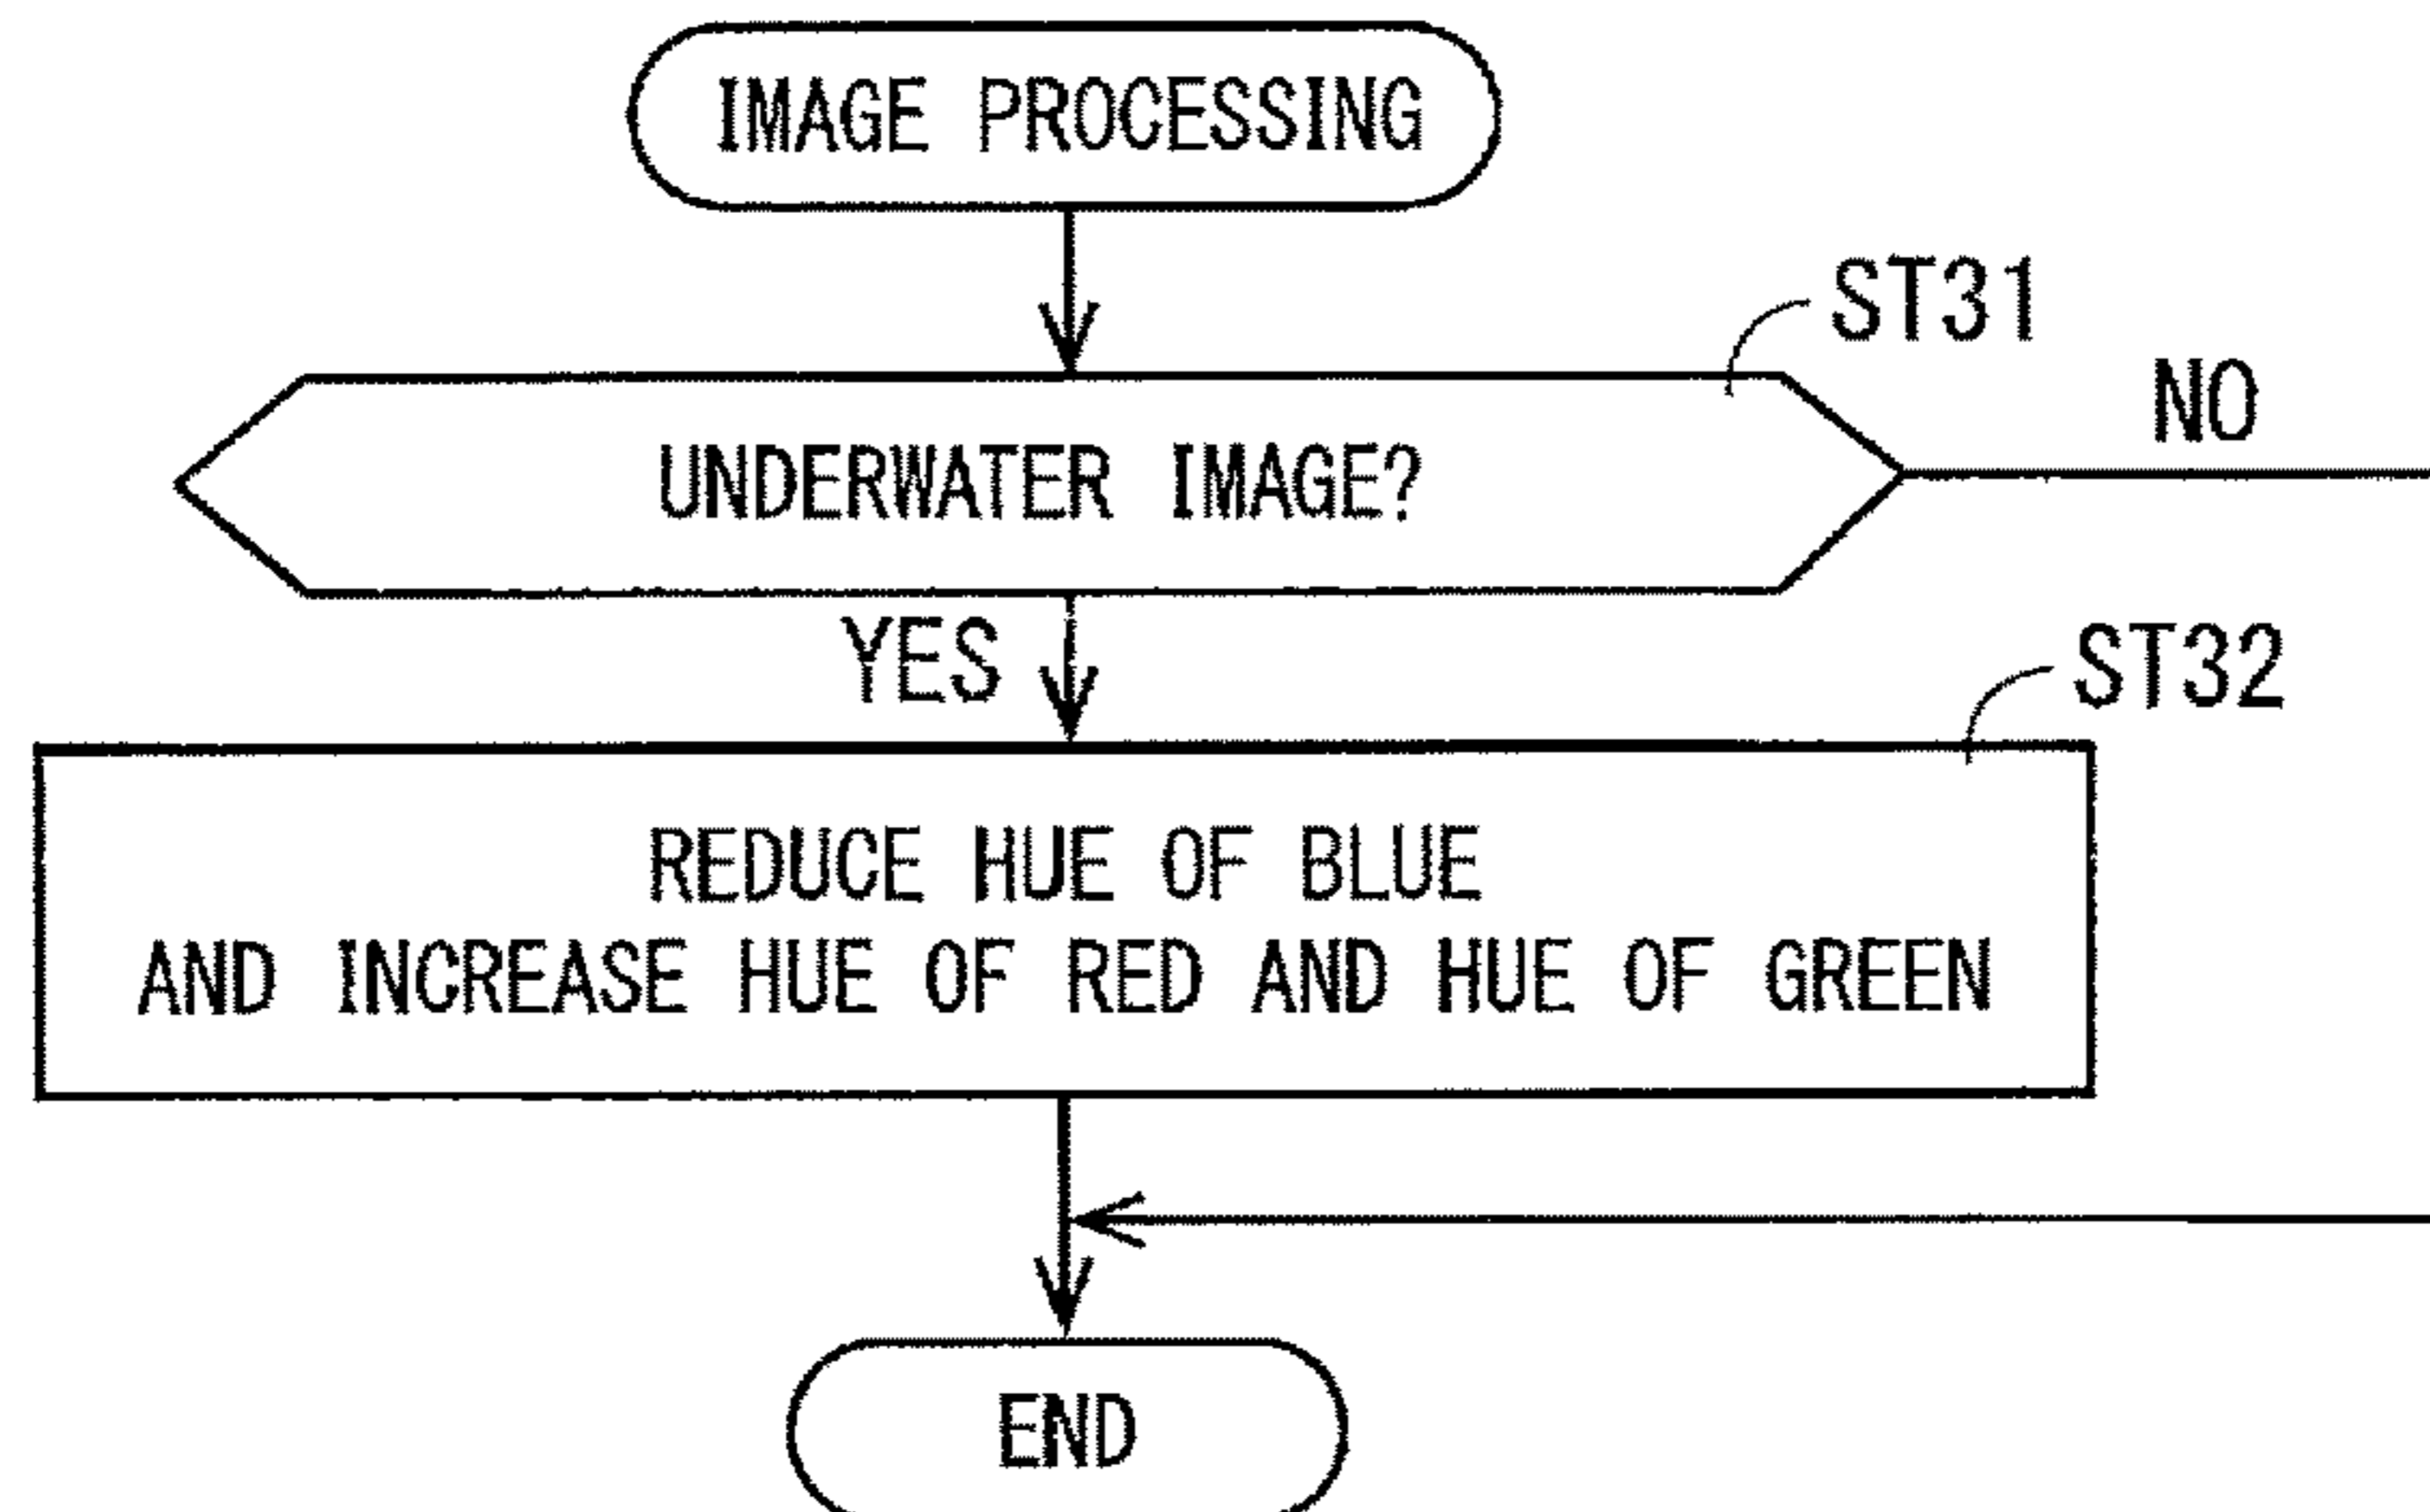 IMAGE PROCESSING
ST31
UNDERWATER IMAGE?
NO
YES
ST32
REDUCE HUE OF BLUE
AND INCREASE HUE OF RED AND HUE OF GREEN
END